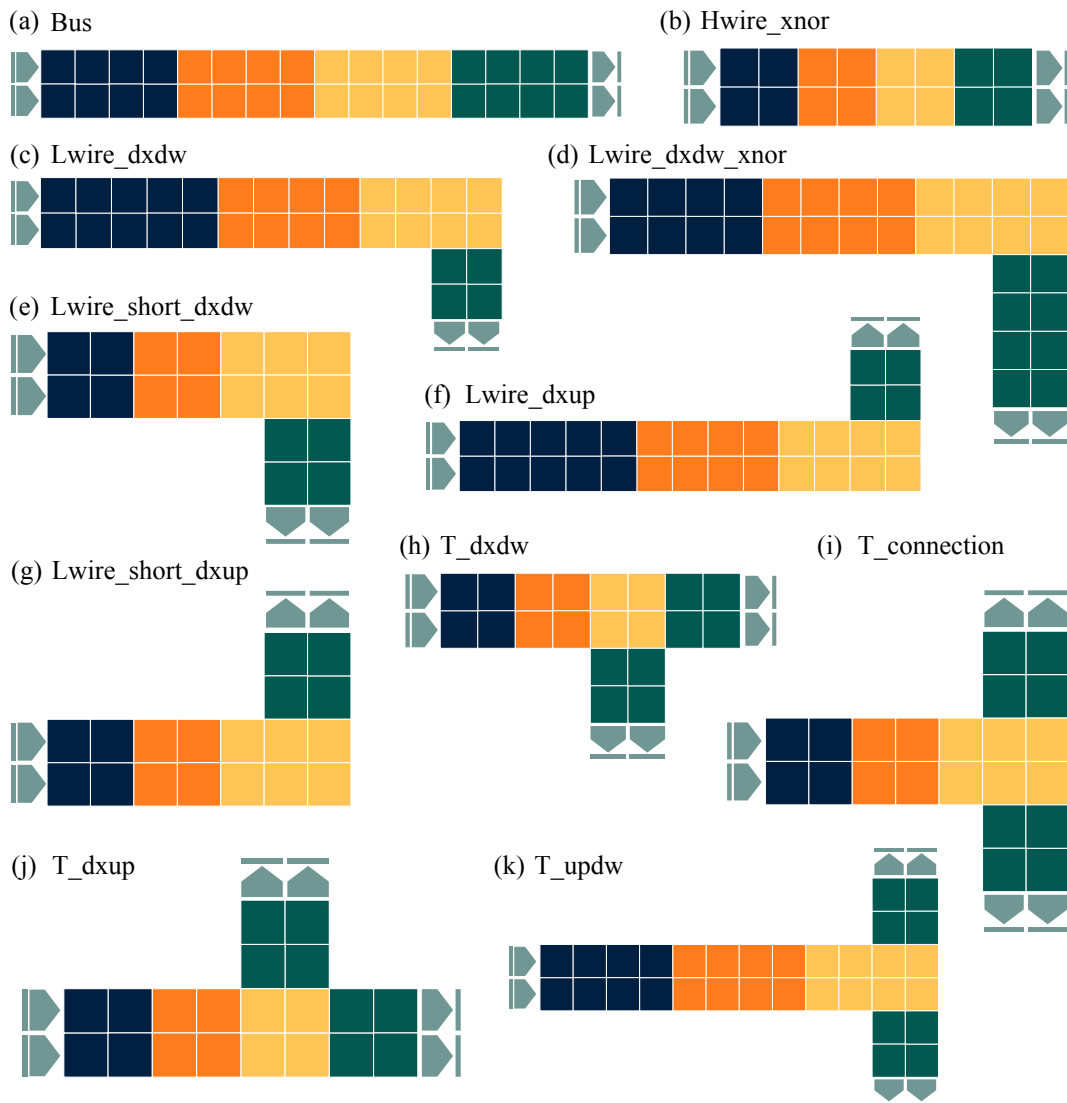 (a) Bus
(b) Hwire_xnor
(c) Lwire_dxdw
(d) Lwire_dxdw_xnor
(e) Lwire_short_dxdw
(f) Lwire_dxup
(g) Lwire_short_dxup
(h) T_dxdw
(i) T_connection
(j) T_dxup
(k) T_updw